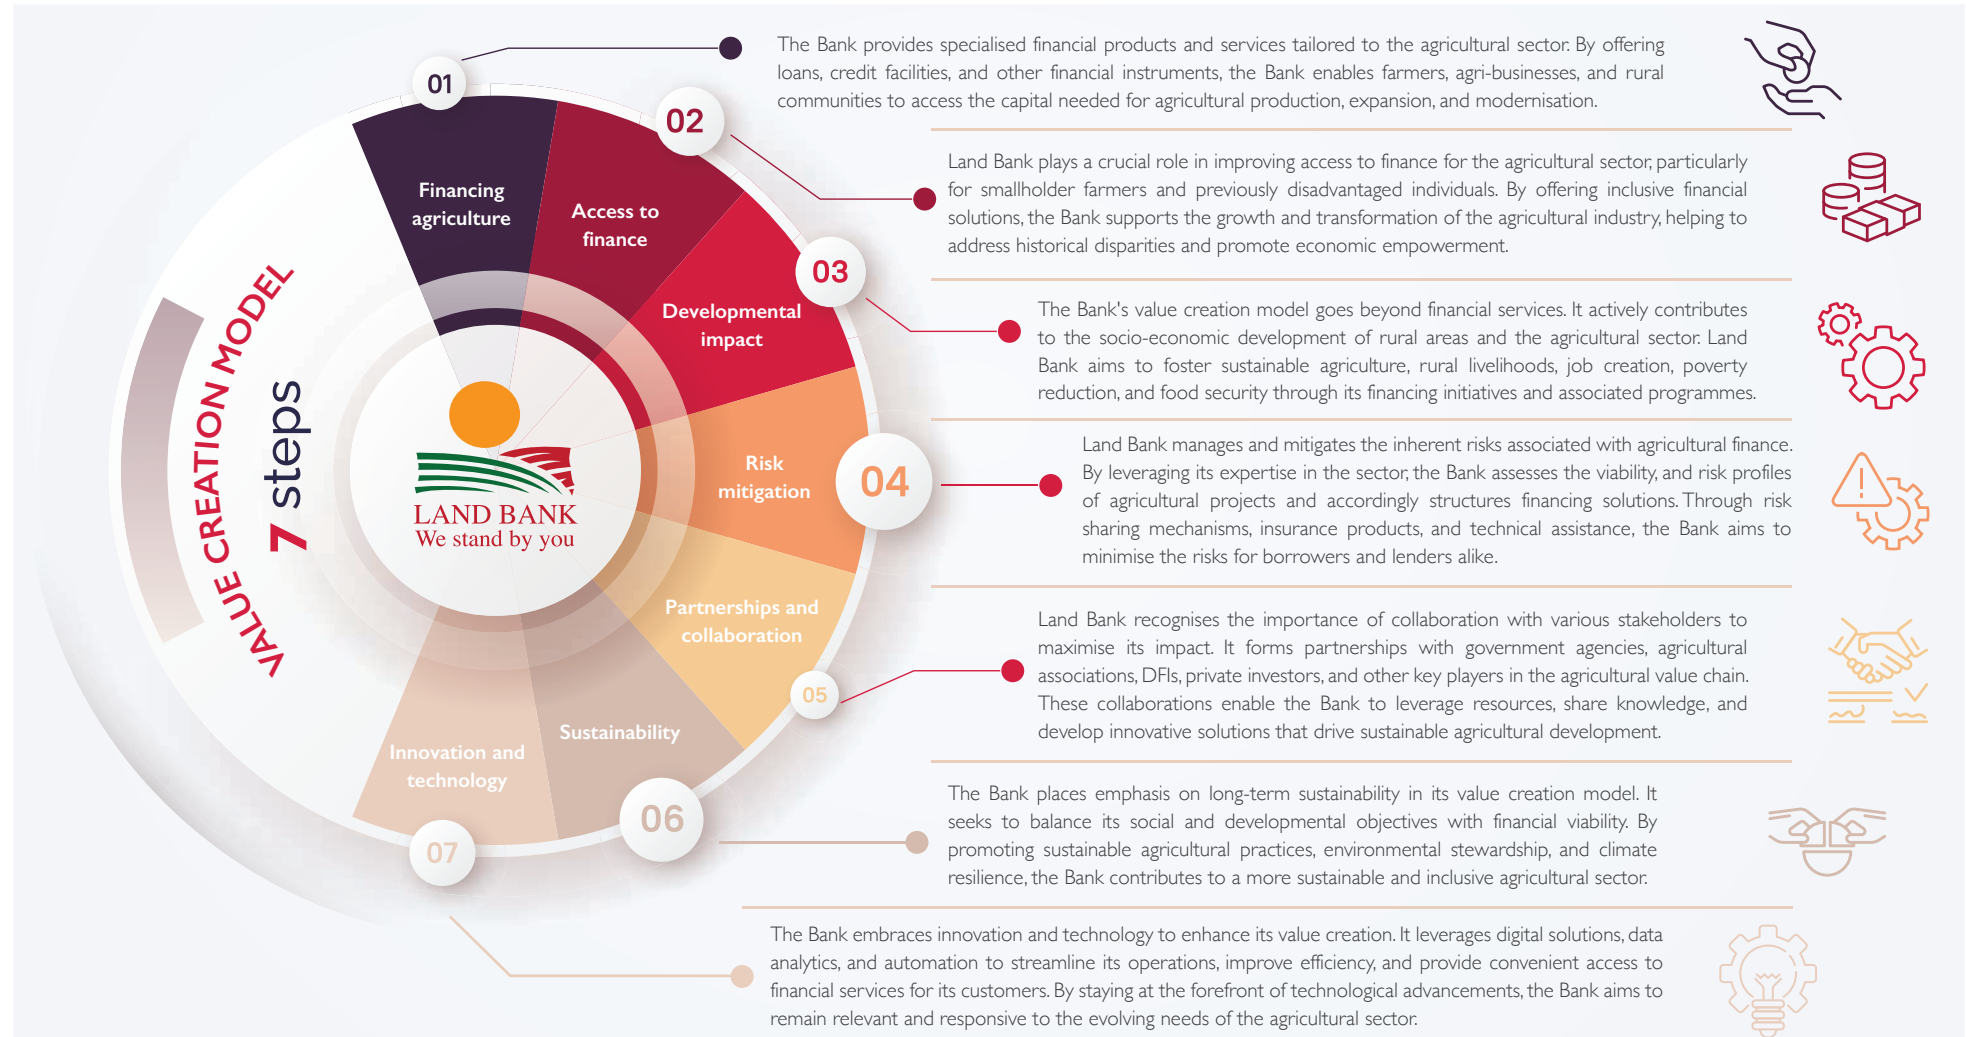 VALUE CREATION MODEL
7 steps
LAND BANK
We stand by you
01
Financing
agriculture
The Bank provides specialised financial products and services tailored to the agricultural sector. By offering
loans, credit facilities, and other financial instruments, the Bank enables farmers, agri-businesses, and rural
communities to access the capital needed for agricultural production, expansion, and modernisation.
02
Access to
finance
Land Bank plays a crucial role in improving access to finance for the agricultural sector, particularly
for smallholder farmers and previously disadvantaged individuals. By offering inclusive financial
solutions, the Bank supports the growth and transformation of the agricultural industry, helping to
address historical disparities and promote economic empowerment.
03
Developmental
impact
The Bank's value creation model goes beyond financial services. It actively contributes
to the socio-economic development of rural areas and the agricultural sector. Land
Bank aims to foster sustainable agriculture, rural livelihoods, job creation, poverty
reduction, and food security through its financing initiatives and associated programmes.
04
Risk
mitigation
Land Bank manages and mitigates the inherent risks associated with agricultural finance.
By leveraging its expertise in the sector, the Bank assesses the viability, and risk profiles
of agricultural projects and accordingly structures financing solutions. Through risk
sharing mechanisms, insurance products, and technical assistance, the Bank aims to
minimise the risks for borrowers and lenders alike.
05
Partnerships and
collaboration
Land Bank recognises the importance of collaboration with various stakeholders to
maximise its impact. It forms partnerships with government agencies, agricultural
associations, DFIs, private investors, and other key players in the agricultural value chain.
These collaborations enable the Bank to leverage resources, share knowledge, and
develop innovative solutions that drive sustainable agricultural development.
06
Sustainability
The Bank places emphasis on long-term sustainability in its value creation model. It
seeks to balance its social and developmental objectives with financial viability. By
promoting sustainable agricultural practices, environmental stewardship, and climate
resilience, the Bank contributes to a more sustainable and inclusive agricultural sector.
07
Innovation and
technology
The Bank embraces innovation and technology to enhance its value creation. It leverages digital solutions, data
analytics, and automation to streamline its operations, improve efficiency, and provide convenient access to
financial services for its customers. By staying at the forefront of technological advancements, the Bank aims to
remain relevant and responsive to the evolving needs of the agricultural sector.